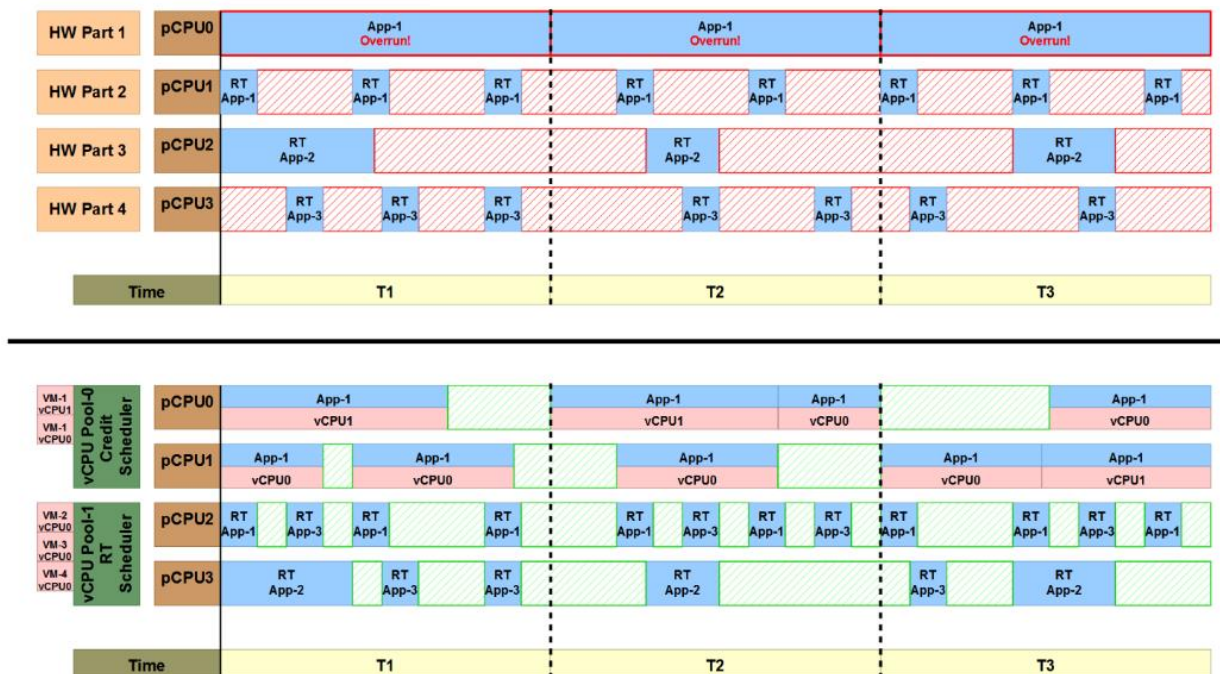 HW Part 1
pCPU0
App-1
Overrun!
App-1
Overrun!
App-1
Overrun!
HW Part 2
pCPU1
RT
App-1
RT
App-1
RT
App-1
RT
App-1
RT
App-1
RT
App-1
RT
App-1
RT
App-1
HW Part 3
pCPU2
RT
App-2
RT
App-2
RT
App-2
HW Part 4
pCPU3
RT
App-3
RT
App-3
RT
App-3
RT
App-3
RT
App-3
RT
App-3
RT
App-3
Time
T1
T2
T3
VM-1
vCPU1
VM-1
vCPU0
vCPU Pool-0
Credit
Scheduler
pCPU0
App-1
vCPU1
App-1
vCPU1
App-1
vCPU0
App-1
vCPU0
pCPU1
App-1
vCPU0
App-1
vCPU0
App-1
vCPU0
App-1
vCPU0
App-1
vCPU1
VM-2
vCPU0
VM-3
vCPU0
VM-4
vCPU0
vCPU Pool-1
RT
Scheduler
pCPU2
RT
App-1
RT
App-3
RT
App-1
RT
App-1
RT
App-1
RT
App-3
RT
App-1
RT
App-3
RT
App-1
RT
App-1
RT
App-3
RT
App-1
pCPU3
RT
App-2
RT
App-3
RT
App-3
RT
App-2
RT
App-3
RT
App-2
Time
T1
T2
T3